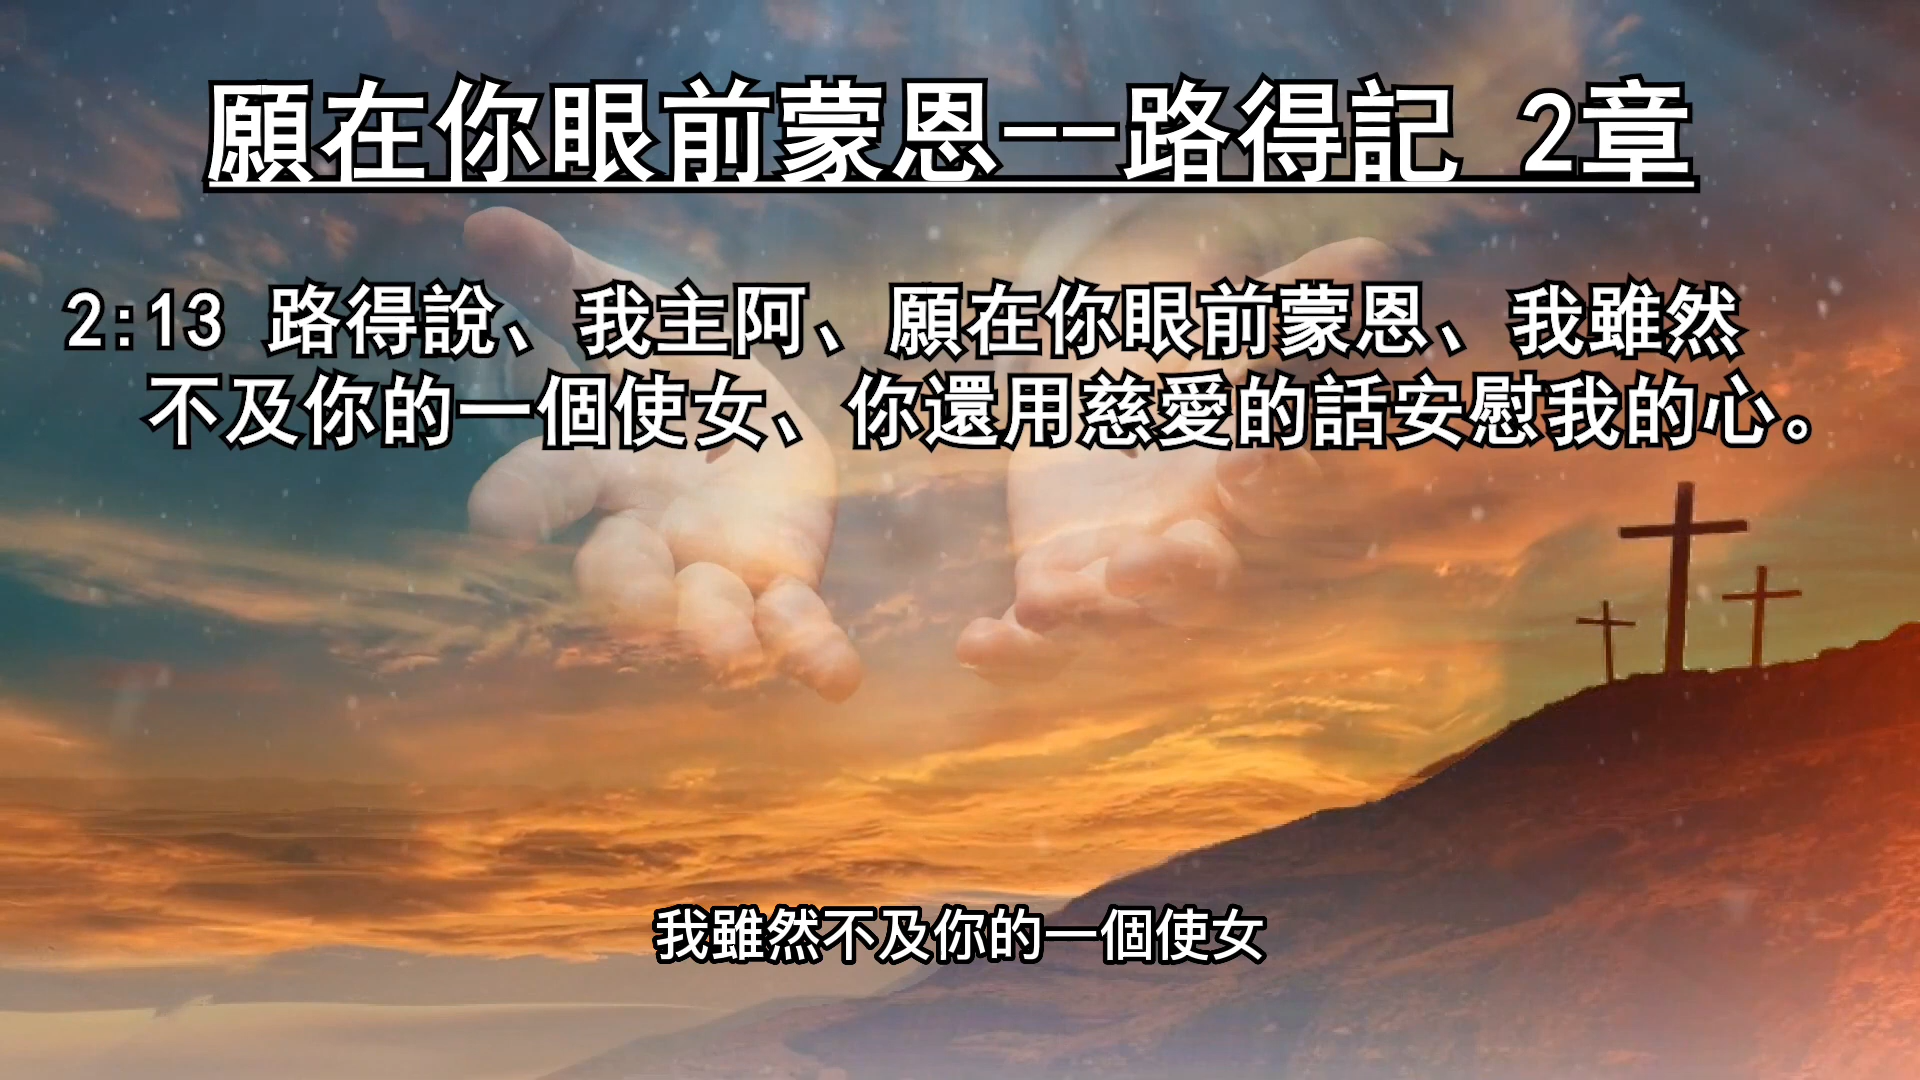 願在你眼前蒙恩--路得記 2章
2:13 路得說、我主阿、願在你眼前蒙恩、我雖然
不及你的一個使女、你還用慈愛的話安慰我的心。
我雖然不及你的一個使女